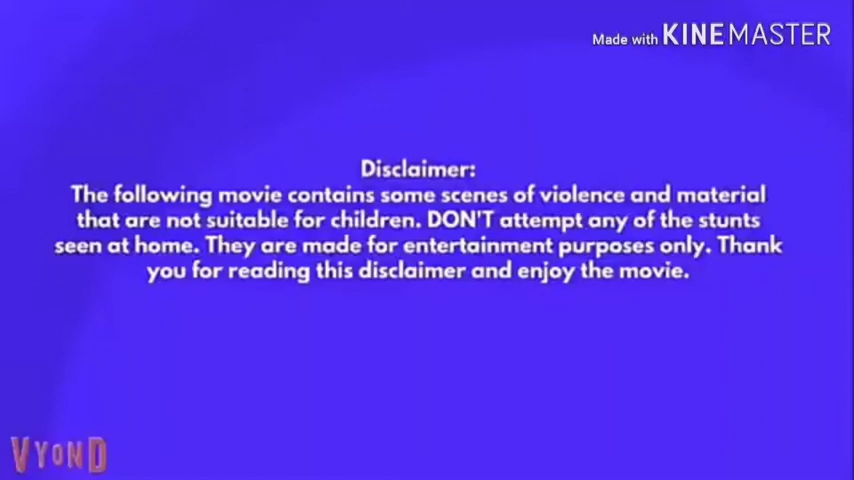 Made with KINEMASTER
Disclaimer:
The following movie contains some scenes of violence and material
that are not suitable for children. DON'T attempt any of the stunts
seen at home. They are made for entertainment purposes only. Thank
you for reading this disclaimer and enjoy the movie.
VYOND